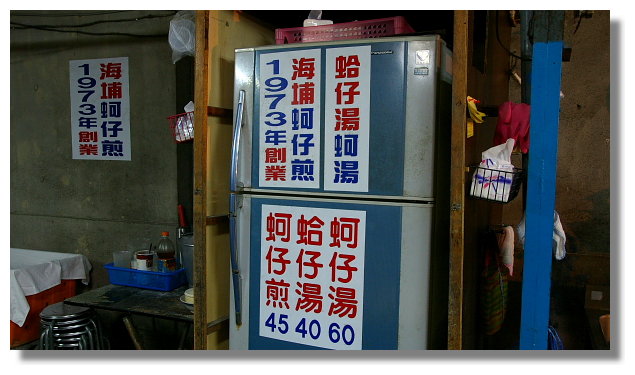 海埔蚵仔煎
1973年創業
海埔蚵仔煎
1973年創業
蛤仔湯蚵湯
Panasonic
蚵仔湯 60
蛤仔湯 40
蚵仔煎 45